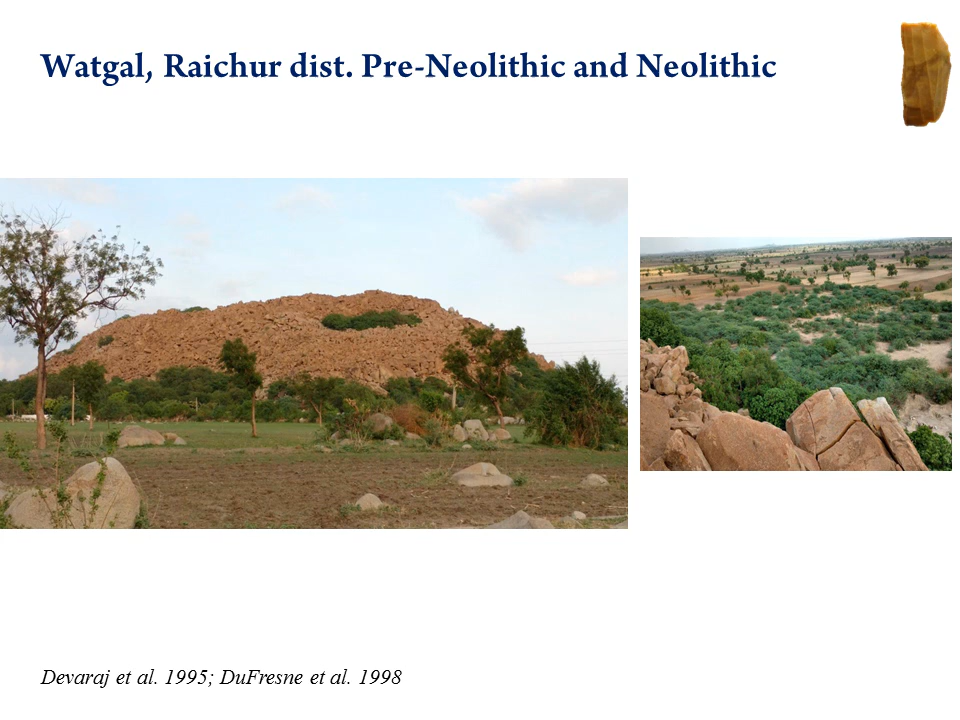 Watgal, Raichur dist. Pre-Neolithic and Neolithic
Devaraj et al. 1995; DuFresne et al. 1998